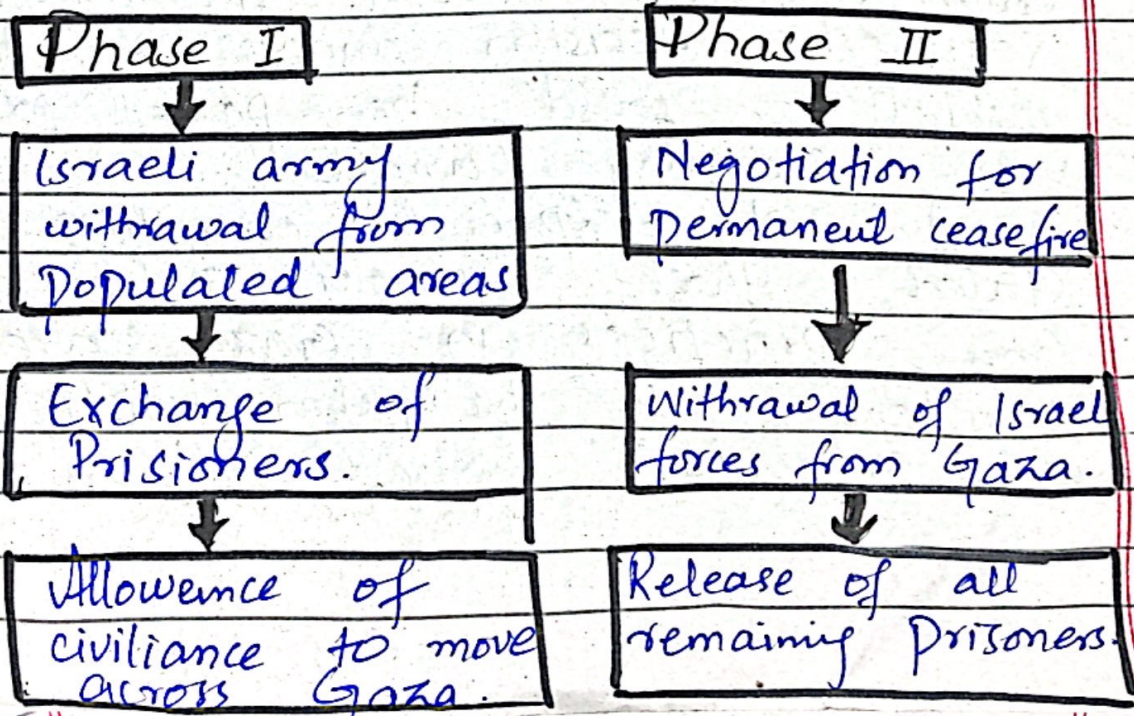 Phase I
Israeli army
withrawal from
populated areas
Exchange of
Prisioners.
Alloweince of
civiliance to move
across Gaza.
Phase II
Negotiation for
permanent ceasefire
Withrawal of Israel
forces from Gaza.
Release of all
remaining prisoners.